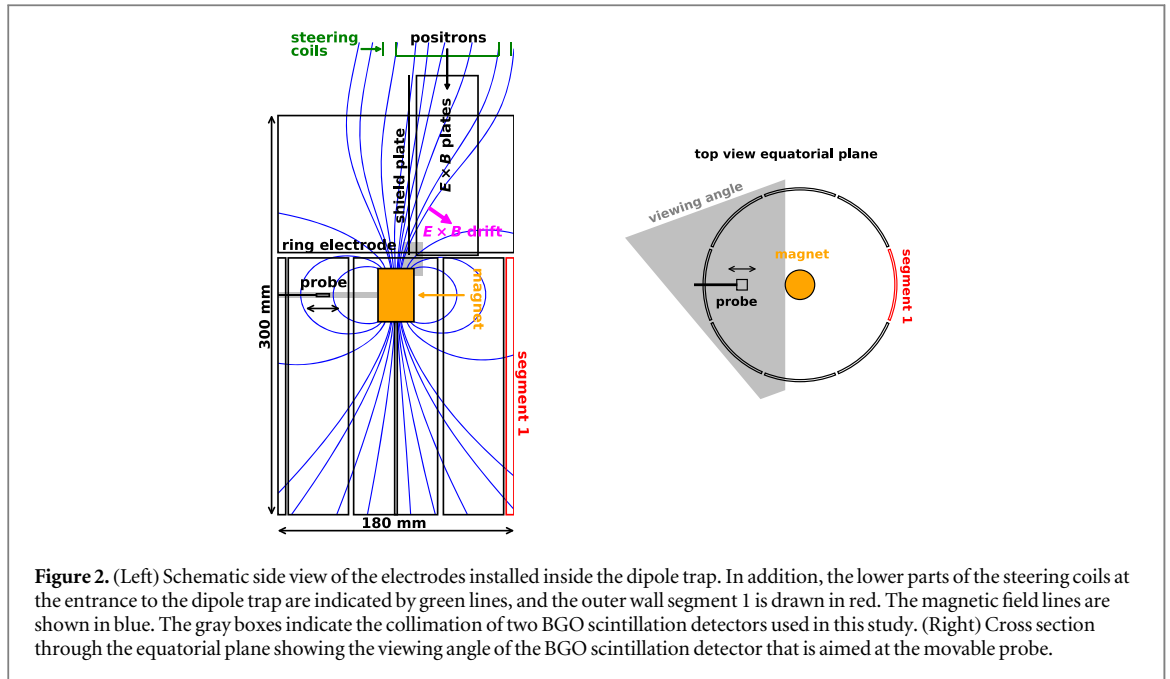 steering
coils
positrons
shield plate
E × B plates
E × B drift
ring electrode
probe
magnet
300 mm
segment 1
180 mm
top view equatorial plane
viewing angle
magnet
probe
segment 1
Figure 2. (Left) Schematic side view of the electrodes installed inside the dipole trap. In addition, the lower parts of the steering coils at
the entrance to the dipole trap are indicated by green lines, and the outer wall segment 1 is drawn in red. The magnetic field lines are
shown in blue. The gray boxes indicate the collimation of two BGO scintillation detectors used in this study. (Right) Cross section
through the equatorial plane showing the viewing angle of the BGO scintillation detector that is aimed at the movable probe.